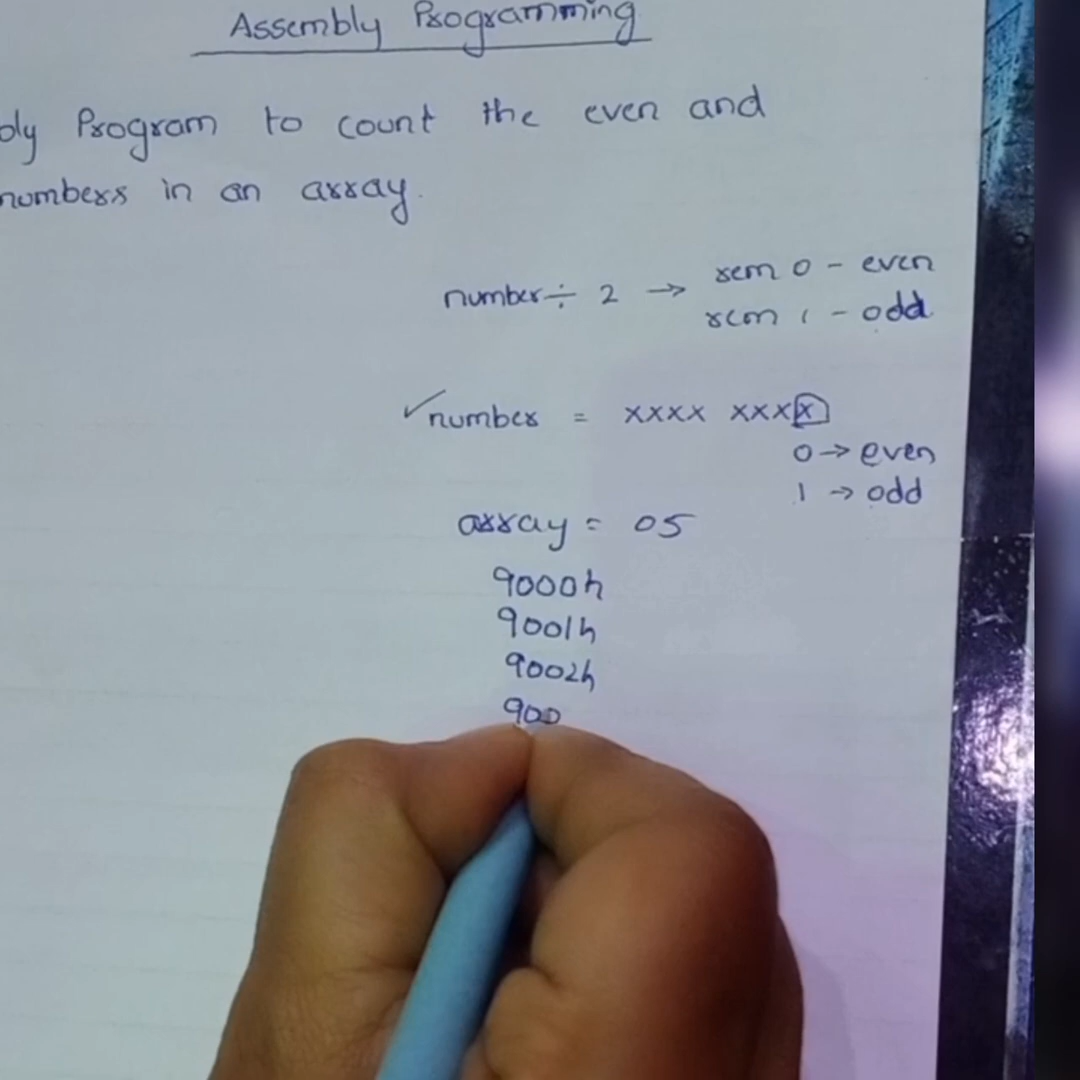 Assembly Programming
bly Program to count the even and
numbers in an array.
number ÷ 2 → rem 0 - even
rem 1 - odd
✓number = xxxx xxxx
0 → even
1 → odd
array = 05
9000h
9001h
9002h
900